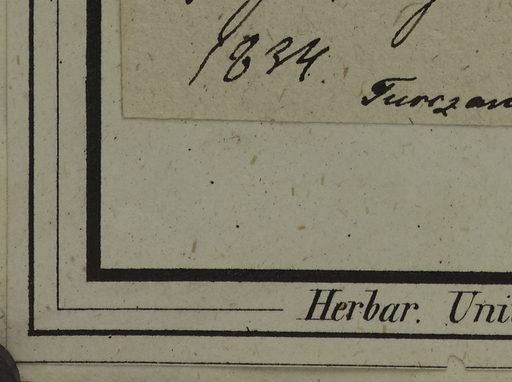 1834.
Turczan
Herbar. Uni